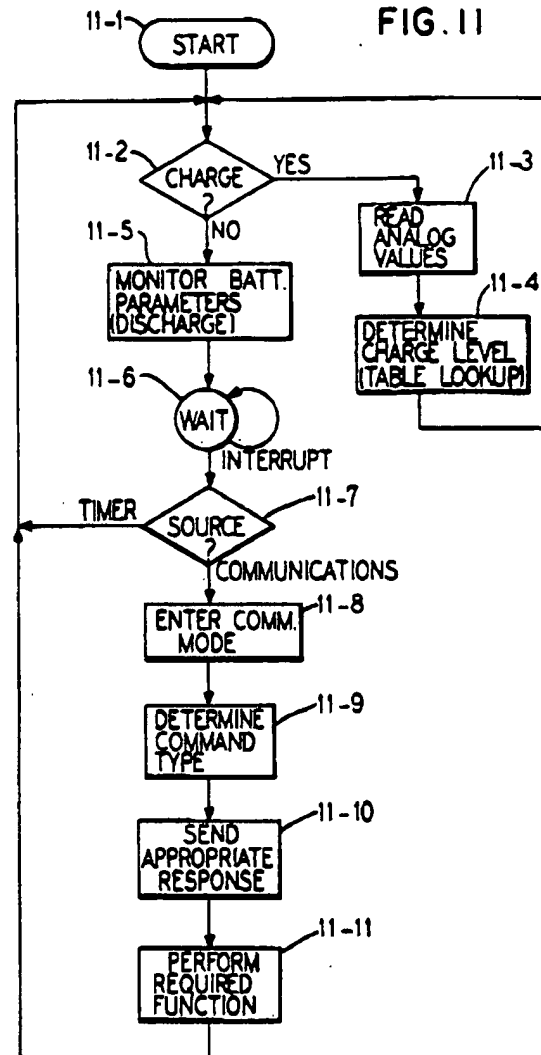 FIG. 11
11-1
START
11-2
CHARGE
?
YES
NO
11-3
READ
ANALOG
VALUES
11-4
DETERMINE
CHARGE LEVEL
(TABLE LOOKUP)
11-5
MONITOR BATT.
PARAMETERS
(DISCHARGE)
11-6
WAIT
INTERRUPT
11-7
TIMER
SOURCE
?
COMMUNICATIONS
11-8
ENTER COMM.
MODE
11-9
DETERMINE
COMMAND
TYPE
11-10
SEND
APPROPRIATE
RESPONSE
11-11
PERFORM
REQUIRED
FUNCTION